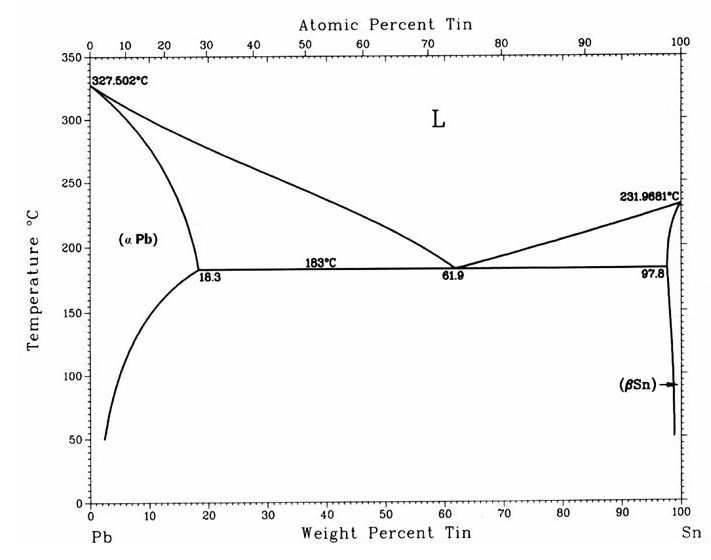 Atomic Percent Tin
0 10 20 30 40 50 60 70 80 90 100
350
327.502°C
300
L
250
231.9681°C
(α Pb)
200
183°C
18.3 61.9 97.8
150
100
(βSn)
50
0
0 10 20 30 40 50 60 70 80 90 100
Pb Weight Percent Tin Sn
Temperature °C